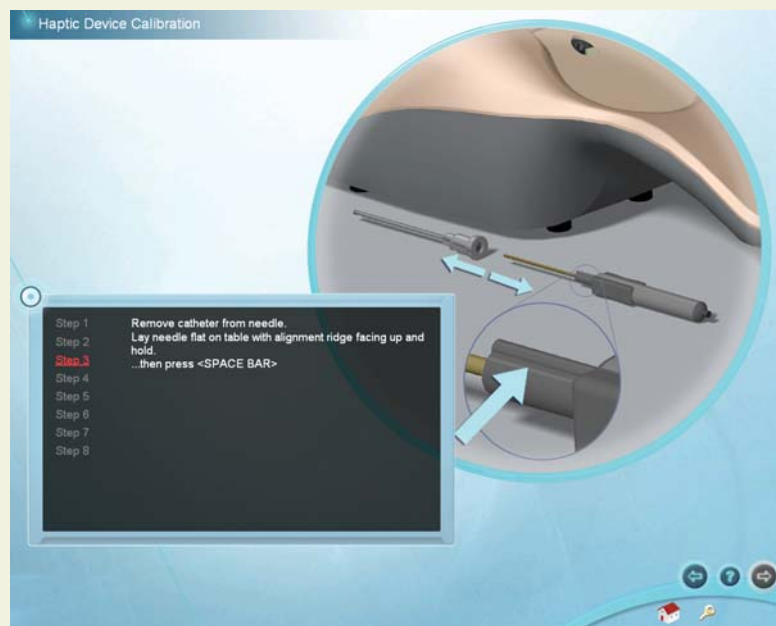 Haptic Device Calibration
Step 1
Step 2
Step 3
Step 4
Step 5
Step 6
Step 7
Step 8
Remove catheter from needle.
Lay needle flat on table with alignment ridge facing up and
hold.
...then press <SPACE BAR>
?